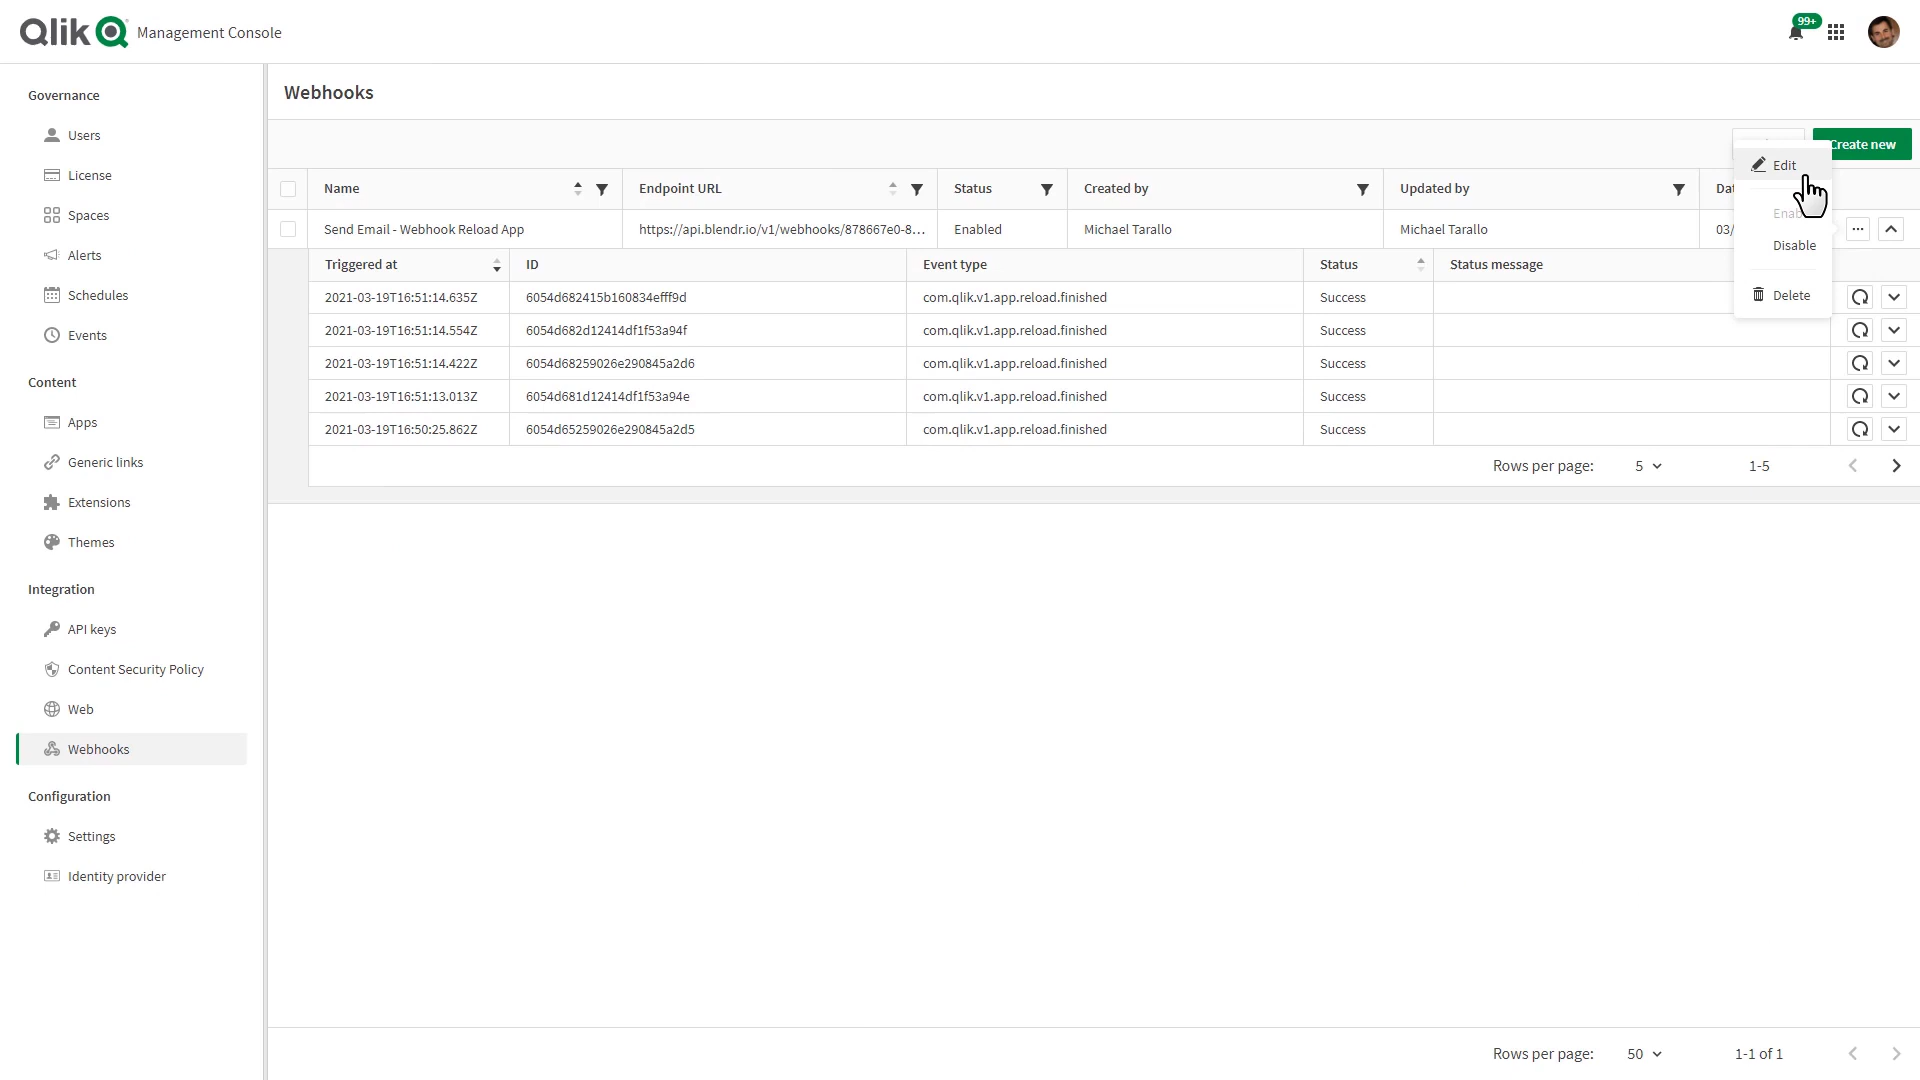 Qlik Management Console
99+
Governance
Users
License
Spaces
Alerts
Schedules
Events
Content
Apps
Generic links
Extensions
Themes
Integration
API keys
Content Security Policy
Web
Webhooks
Configuration
Settings
Identity provider
Webhooks
Create new
Name Endpoint URL Status Created by Updated by
Send Email - Webhook Reload App https://api.blendr.io/v1/webhooks/878667e0-8... Enabled Michael Tarallo Michael Tarallo 03/
Edit
Disable
Delete
Triggered at ID Event type Status Status message
2021-03-19T16:51:14.635Z 6054d682415b160834efff9d com.qlik.v1.app.reload.finished Success
2021-03-19T16:51:14.554Z 6054d682d12414df1f53a94f com.qlik.v1.app.reload.finished Success
2021-03-19T16:51:14.422Z 6054d68259026e290845a2d6 com.qlik.v1.app.reload.finished Success
2021-03-19T16:51:13.013Z 6054d681d12414df1f53a94e com.qlik.v1.app.reload.finished Success
2021-03-19T16:50:25.862Z 6054d65259026e290845a2d5 com.qlik.v1.app.reload.finished Success
Rows per page: 5 1-5
Rows per page: 50 1-1 of 1